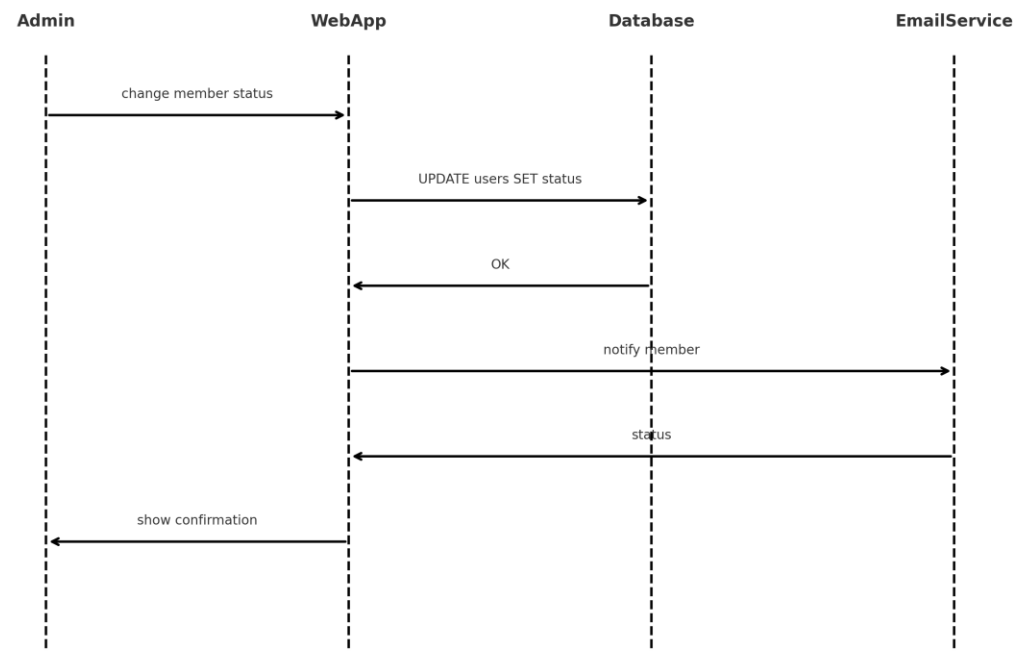 Admin WebApp Database EmailService
change member status
UPDATE users SET status
OK
notify member
status
show confirmation